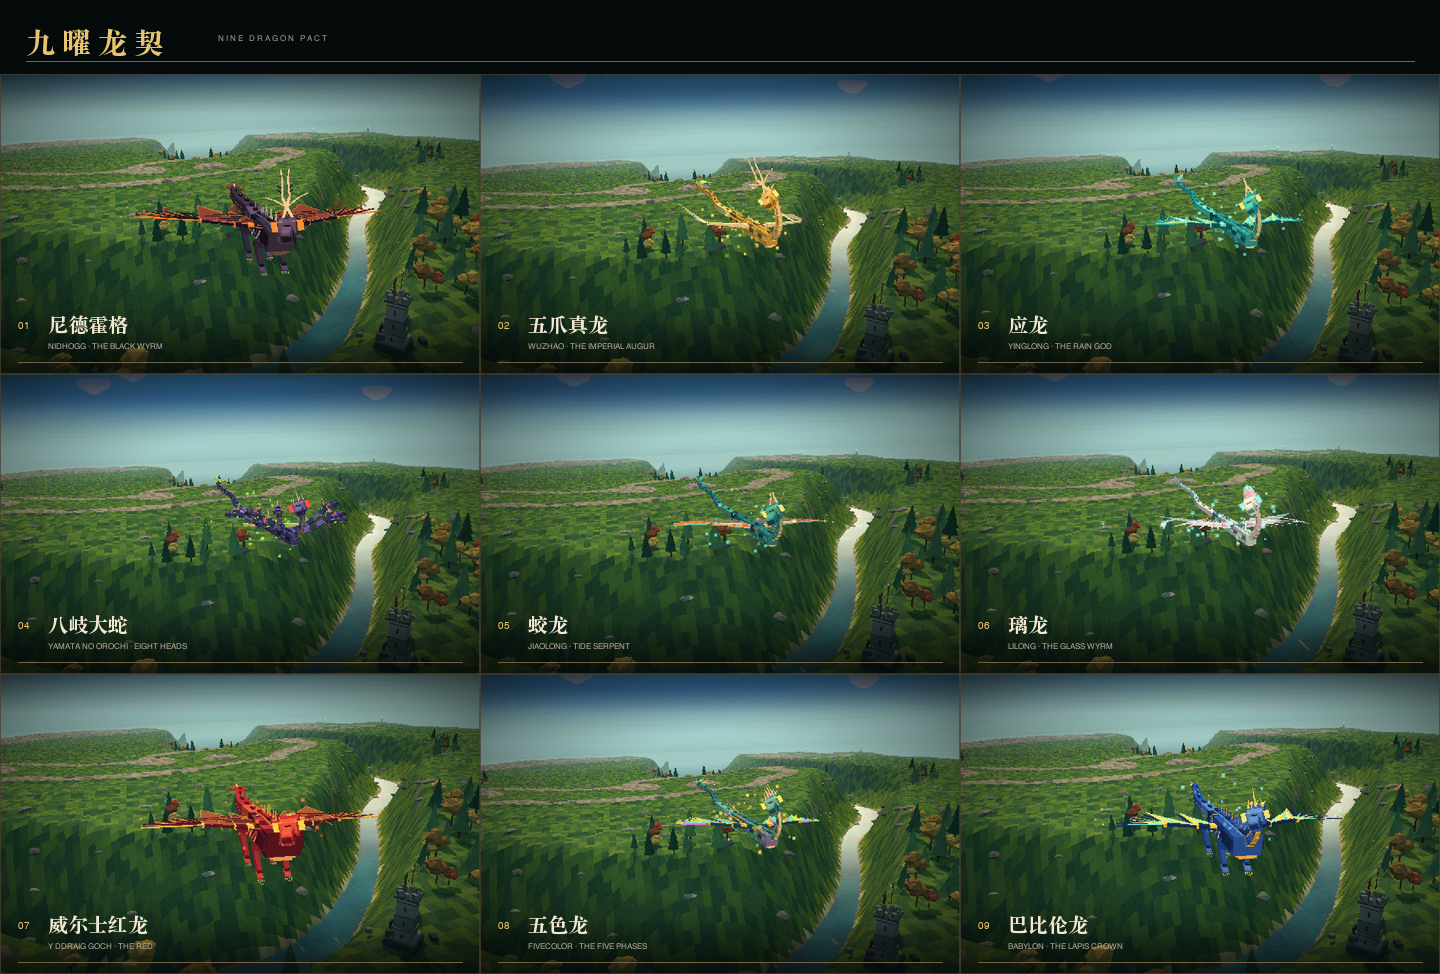 九曜龙契
NINE DRAGON PACT
01
尼德霍格
NIDHOGG · THE BLACK WYRM
02
五爪真龙
WUZHAO · THE IMPERIAL AUGUR
03
应龙
YINGLONG · THE RAIN GOD
04
八岐大蛇
YAMATA NO OROCHI · EIGHT HEADS
05
蛟龙
JIAOLONG · TIDE SERPENT
06
璃龙
LILONG · THE GLASS WYRM
07
威尔士红龙
Y DDRAIG GOCH · THE RED
08
五色龙
FIVECOLOR · THE FIVE PHASES
09
巴比伦龙
BABYLON · THE LAPIS CROWN